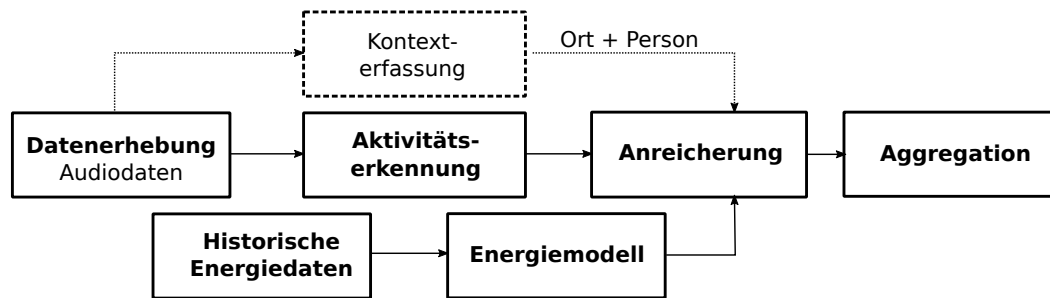 Kontext-
erfassung
Ort + Person
Datenerhebung
Audiodaten
Aktivitäts-
erkennung
Anreicherung
Aggregation
Historische
Energiedaten
Energiemodell